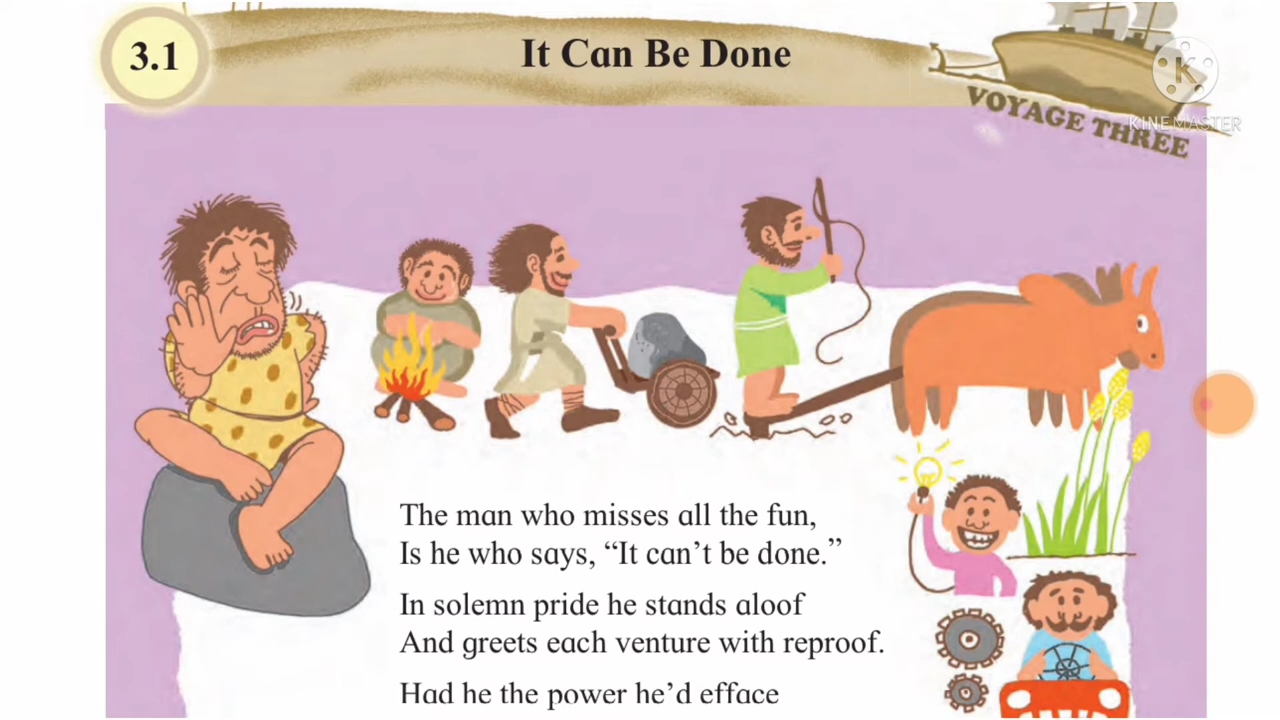 3.1
It Can Be Done
VOYAGE THREE
K
KINEMASTER
The man who misses all the fun,
Is he who says, “It can’t be done.”
In solemn pride he stands aloof
And greets each venture with reproof.
Had he the power he’d efface